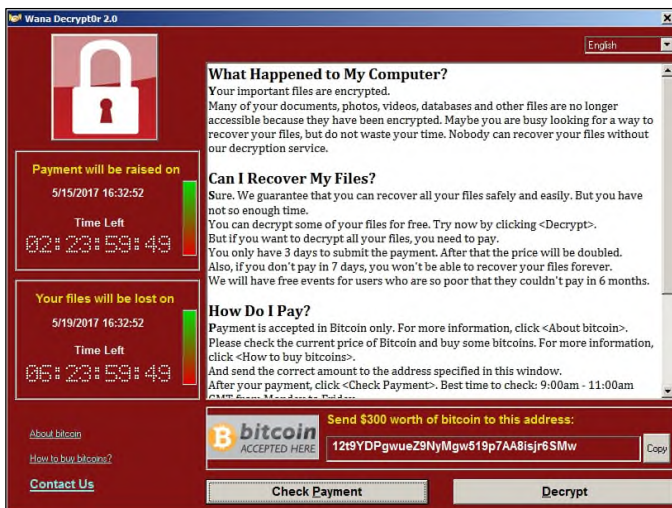 Wana Decrypt0r 2.0
English
What Happened to My Computer?
Your important files are encrypted.
Many of your documents, photos, videos, databases and other files are no longer
accessible because they have been encrypted. Maybe you are busy looking for a way to
recover your files, but do not waste your time. Nobody can recover your files without
our decryption service.
Can I Recover My Files?
Sure. We guarantee that you can recover all your files safely and easily. But you have
not so enough time.
You can decrypt some of your files for free. Try now by clicking <Decrypt>.
But if you want to decrypt all your files, you need to pay.
You only have 3 days to submit the payment. After that the price will be doubled.
Also, if you don't pay in 7 days, you won't be able to recover your files forever.
We will have free events for users who are so poor that they couldn't pay in 6 months.
How Do I Pay?
Payment is accepted in Bitcoin only. For more information, click <About bitcoin>.
Please check the current price of Bitcoin and buy some bitcoins. For more information,
click <How to buy bitcoins>.
And send the correct amount to the address specified in this window.
After your payment, click <Check Payment>. Best time to check: 9:00am - 11:00am
GMT from Monday to Friday.
Payment will be raised on
5/15/2017 16:32:52
Time Left
02:23:59:49
Your files will be lost on
5/19/2017 16:32:52
Time Left
06:23:59:49
About bitcoin
How to buy bitcoins?
Contact Us
bitcoin
ACCEPTED HERE
Send $300 worth of bitcoin to this address:
12t9YDPgwueZ9NyMgw519p7AA8isjr6SMw
Copy
Check Payment
Decrypt